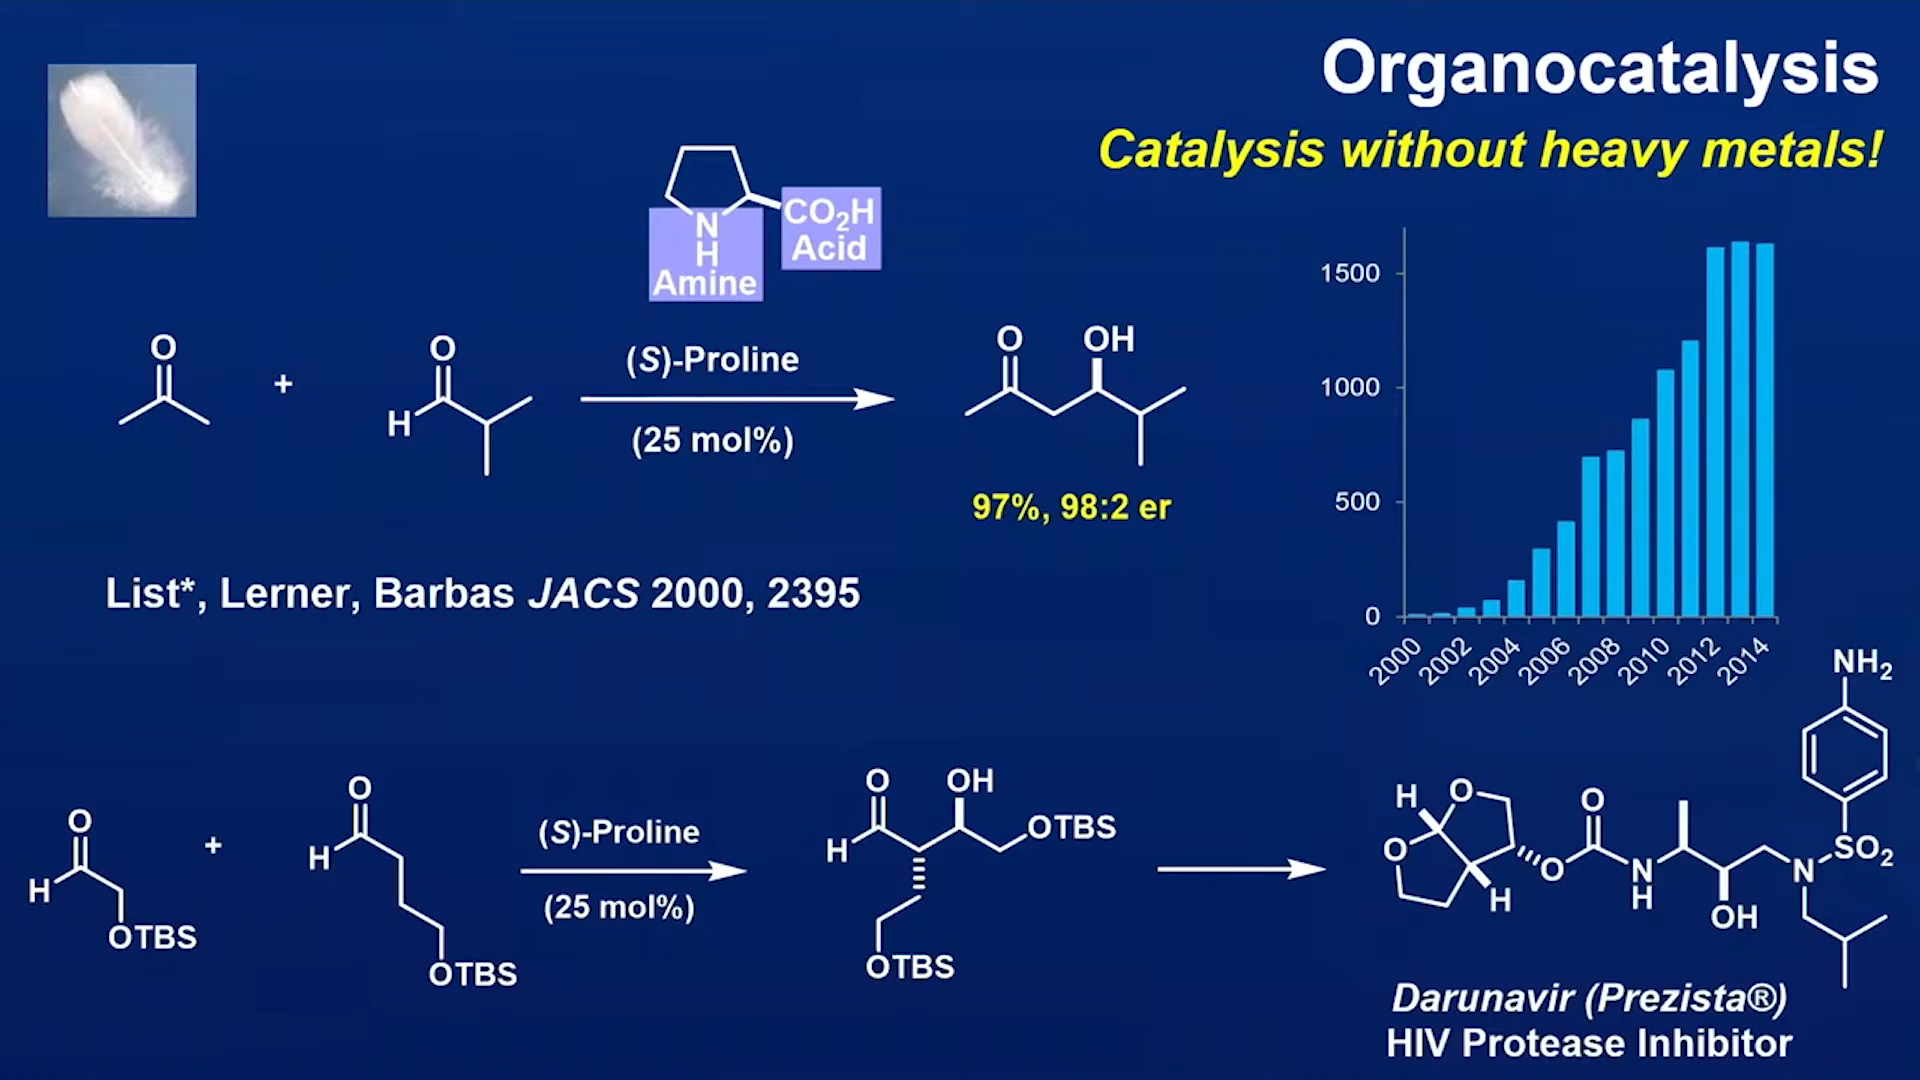 Organocatalysis
Catalysis without heavy metals!
N
H
Amine
CO₂H
Acid
O
+
O
H
(S)-Proline
(25 mol%)
O
OH
97%, 98:2 er
List*, Lerner, Barbas JACS 2000, 2395
1500
1000
500
0
2000
2002
2004
2006
2008
2010
2012
2014
O
H
OTBS
+
O
H
OTBS
(S)-Proline
(25 mol%)
O
OH
H
OTBS
OTBS
NH₂
H
O
O
H
O
O
N
H
OH
N
SO₂
Darunavir (Prezista®)
HIV Protease Inhibitor